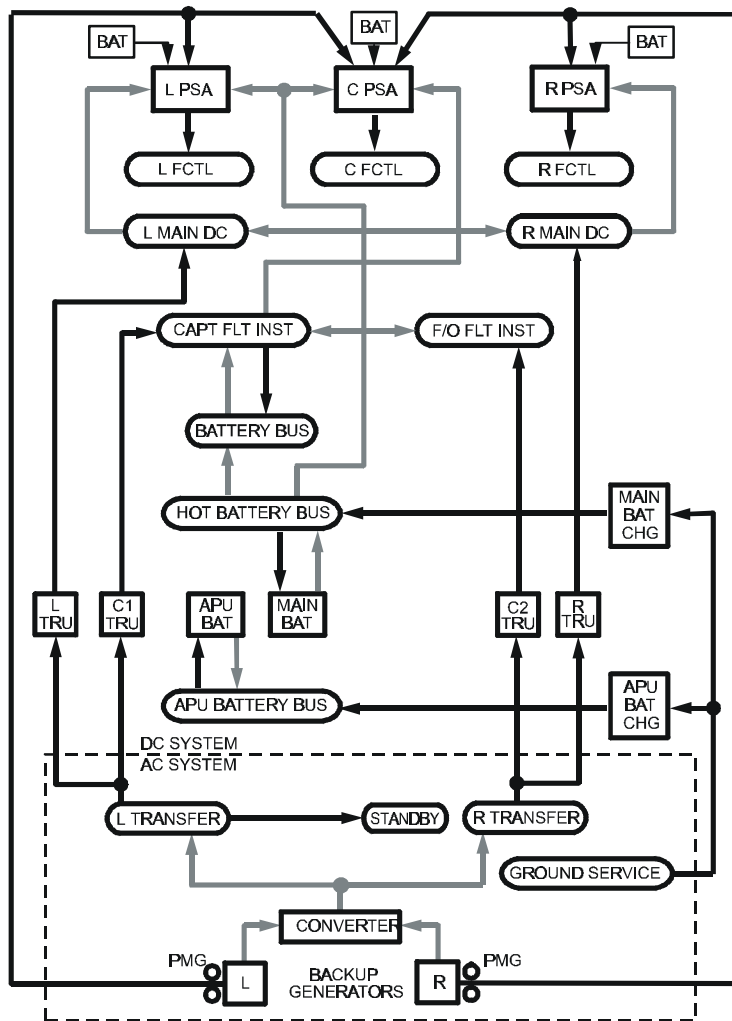 BAT
BAT
BAT
L PSA
C PSA
R PSA
L FCTL
C FCTL
R FCTL
L MAIN DC
R MAIN DC
CAPT FLT INST
F/O FLT INST
BATTERY BUS
HOT BATTERY BUS
MAIN
BAT
CHG
L
TRU
C1
TRU
APU
BAT
MAIN
BAT
C2
TRU
R
TRU
APU BATTERY BUS
APU
BAT
CHG
DC SYSTEM
AC SYSTEM
L TRANSFER
STANDBY
R TRANSFER
GROUND SERVICE
CONVERTER
PMG
L
BACKUP
GENERATORS
R
PMG